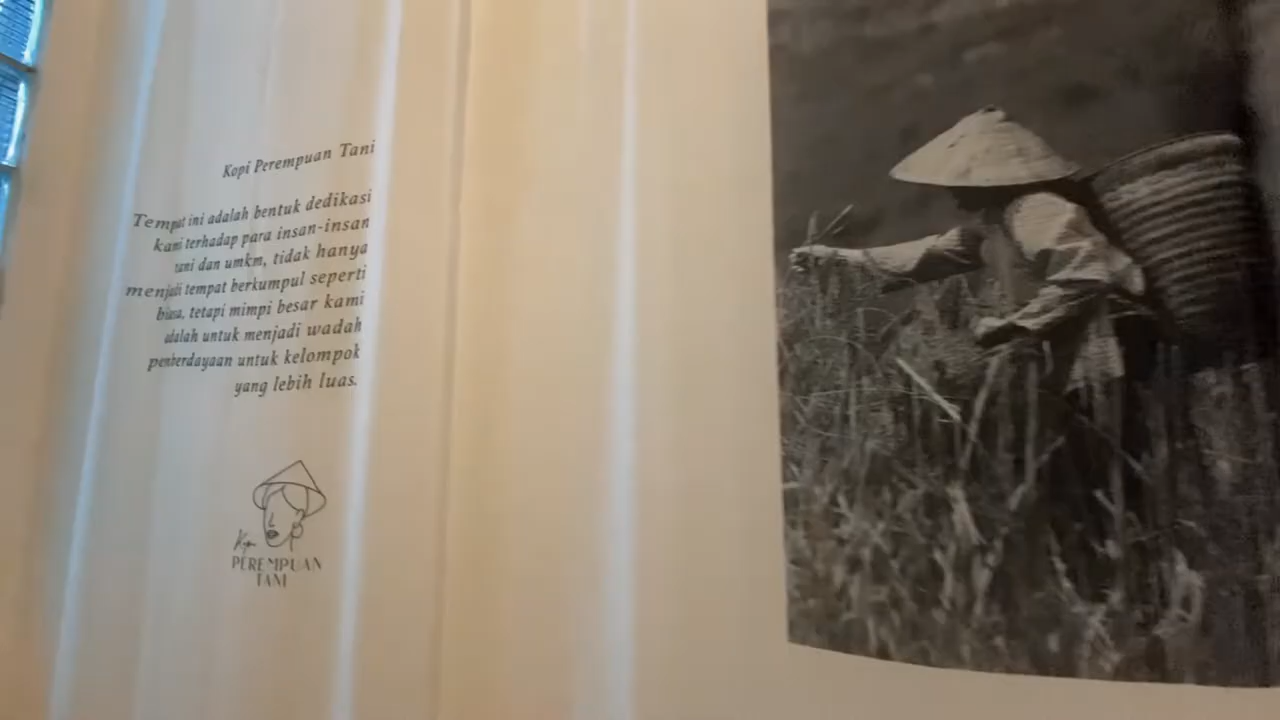 Kopi Perempuan Tani
Tempat ini adalah bentuk dedikasi
kami terhadap para insan-insan
tani dan umkm, tidak hanya
menjadi tempat berkumpul seperti
biasa, tetapi mimpi besar kami
adalah untuk menjadi wadah
pemberdayaan untuk kelompok
yang lebih luas.
Kopi
PEREMPUAN
TANI